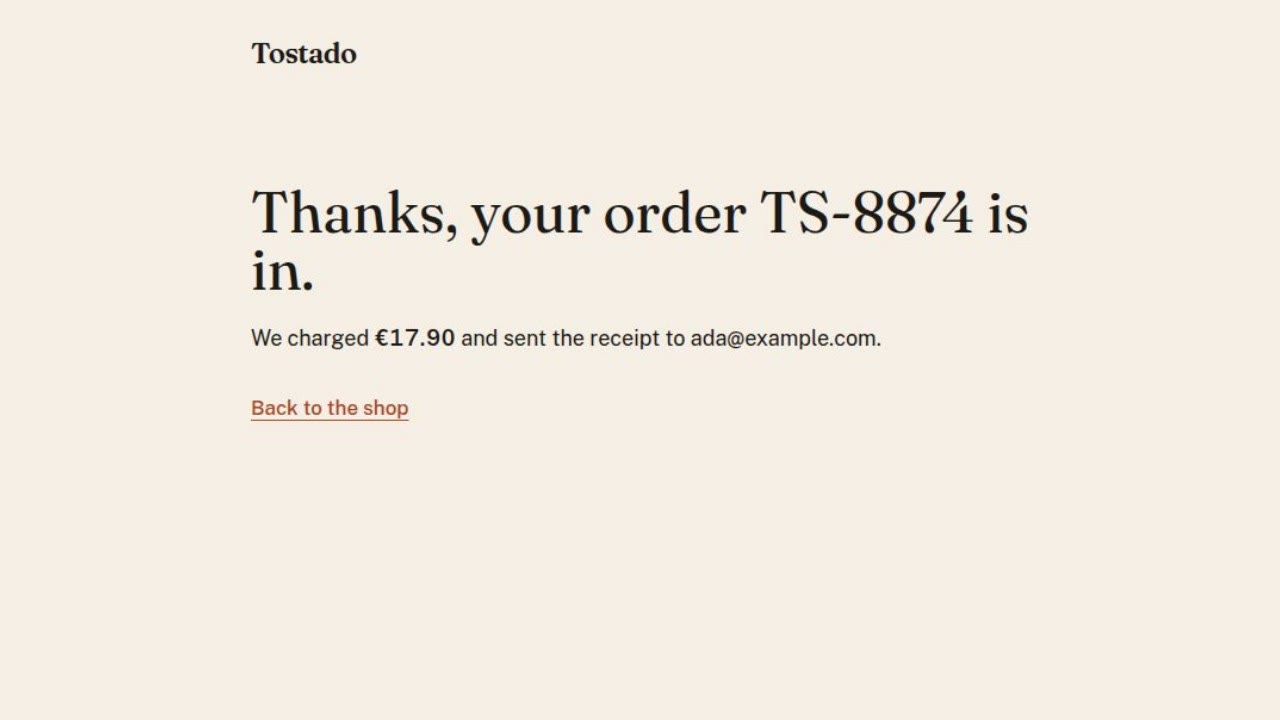 Tostado
Thanks, your order TS-8874 is
in.
We charged €17.90 and sent the receipt to ada@example.com.
Back to the shop